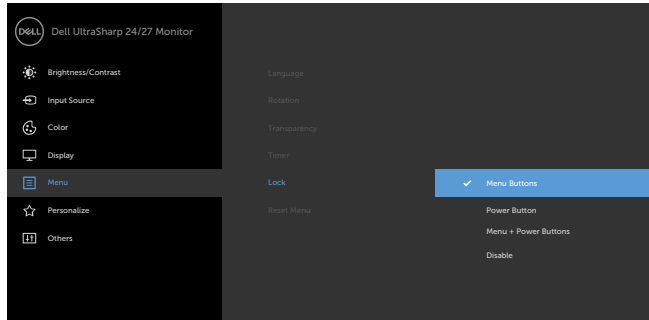 DELL Dell UltraSharp 24/27 Monitor
Brightness/Contrast
Input Source
Color
Display
Menu
Personalize
Others
Language
Rotation
Transparency
Timer
Lock
Reset Menu
Menu Buttons
Power Button
Menu + Power Buttons
Disable